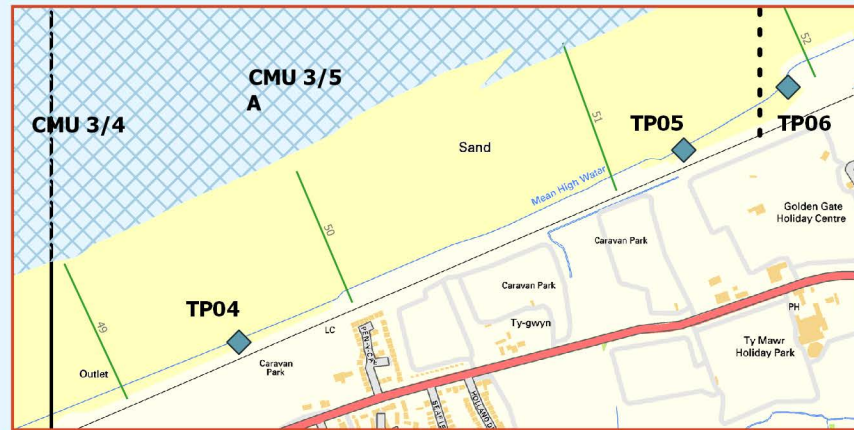 52
CMU 3/5
A
CMU 3/4
51
TP05
TP06
Sand
Mean High Water
Golden Gate
Holiday Centre
50
Caravan Park
Caravan Park
TP04
49
LC
Ty-gwyn
PH
Ty Mawr
Holiday Park
Caravan
Park
Outlet